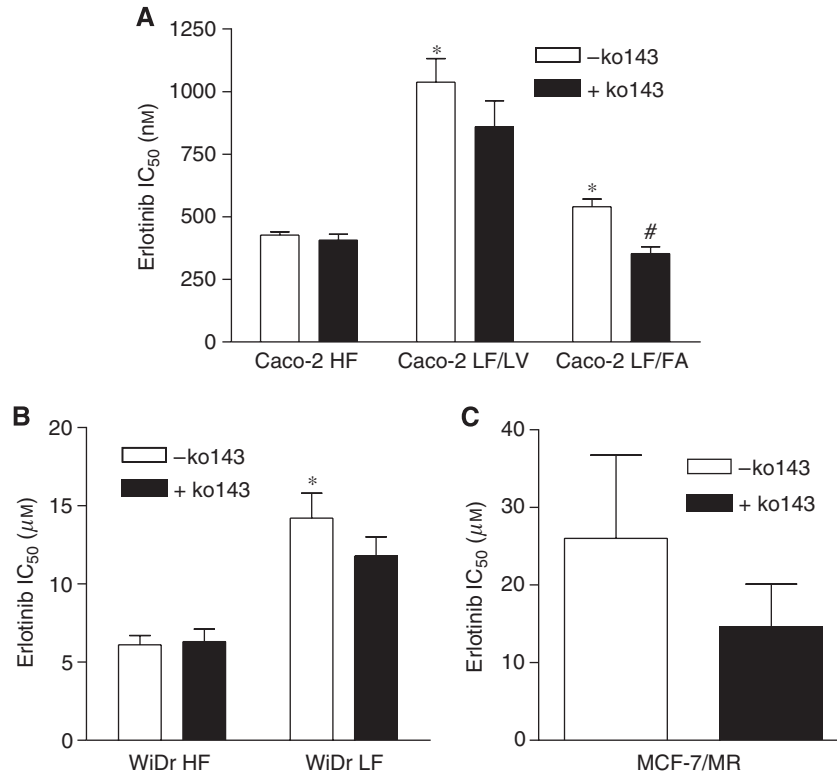 A
Erlotinib IC50 (nM)
1250
1000
750
500
250
0
–ko143
+ ko143
*
*
#
Caco-2 HF
Caco-2 LF/LV
Caco-2 LF/FA
B
Erlotinib IC50 (μM)
20
15
10
5
0
–ko143
+ ko143
*
WiDr HF
WiDr LF
C
Erlotinib IC50 (μM)
40
30
20
10
0
–ko143
+ ko143
MCF-7/MR